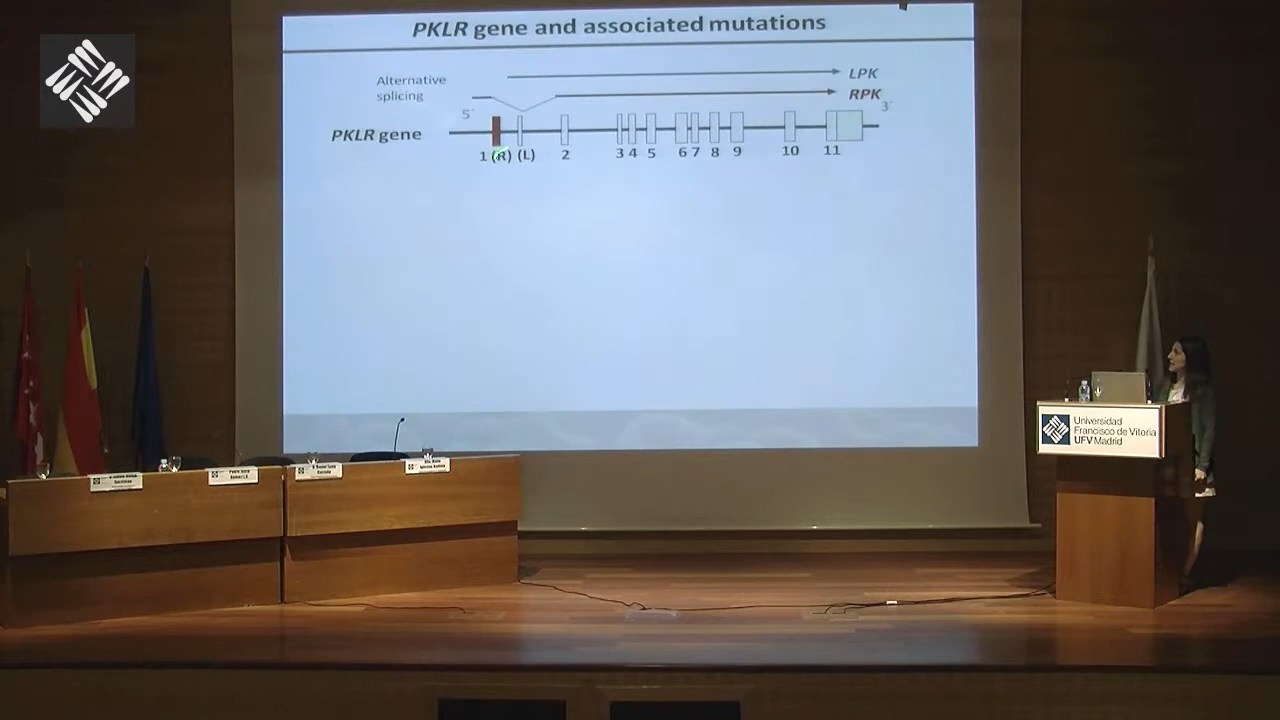 PKLR gene and associated mutations
Alternative
splicing
LPK
RPK
5´
3´
PKLR gene
1 (R) (L) 2 3 4 5 6 7 8 9 10 11
Universidad
Francisco de Vitoria
UFV Madrid